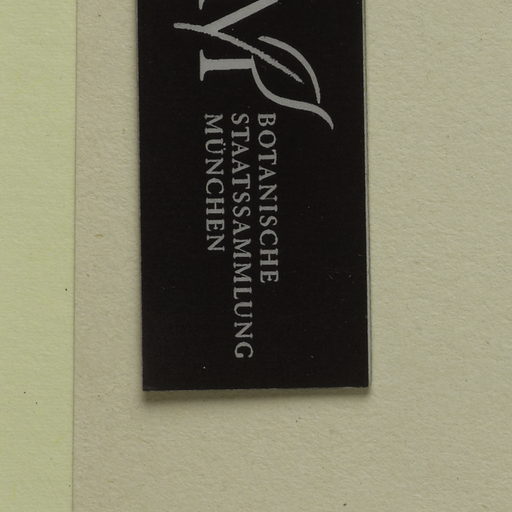 M
BOTANISCHE
STAATSSAMMLUNG
MÜNCHEN